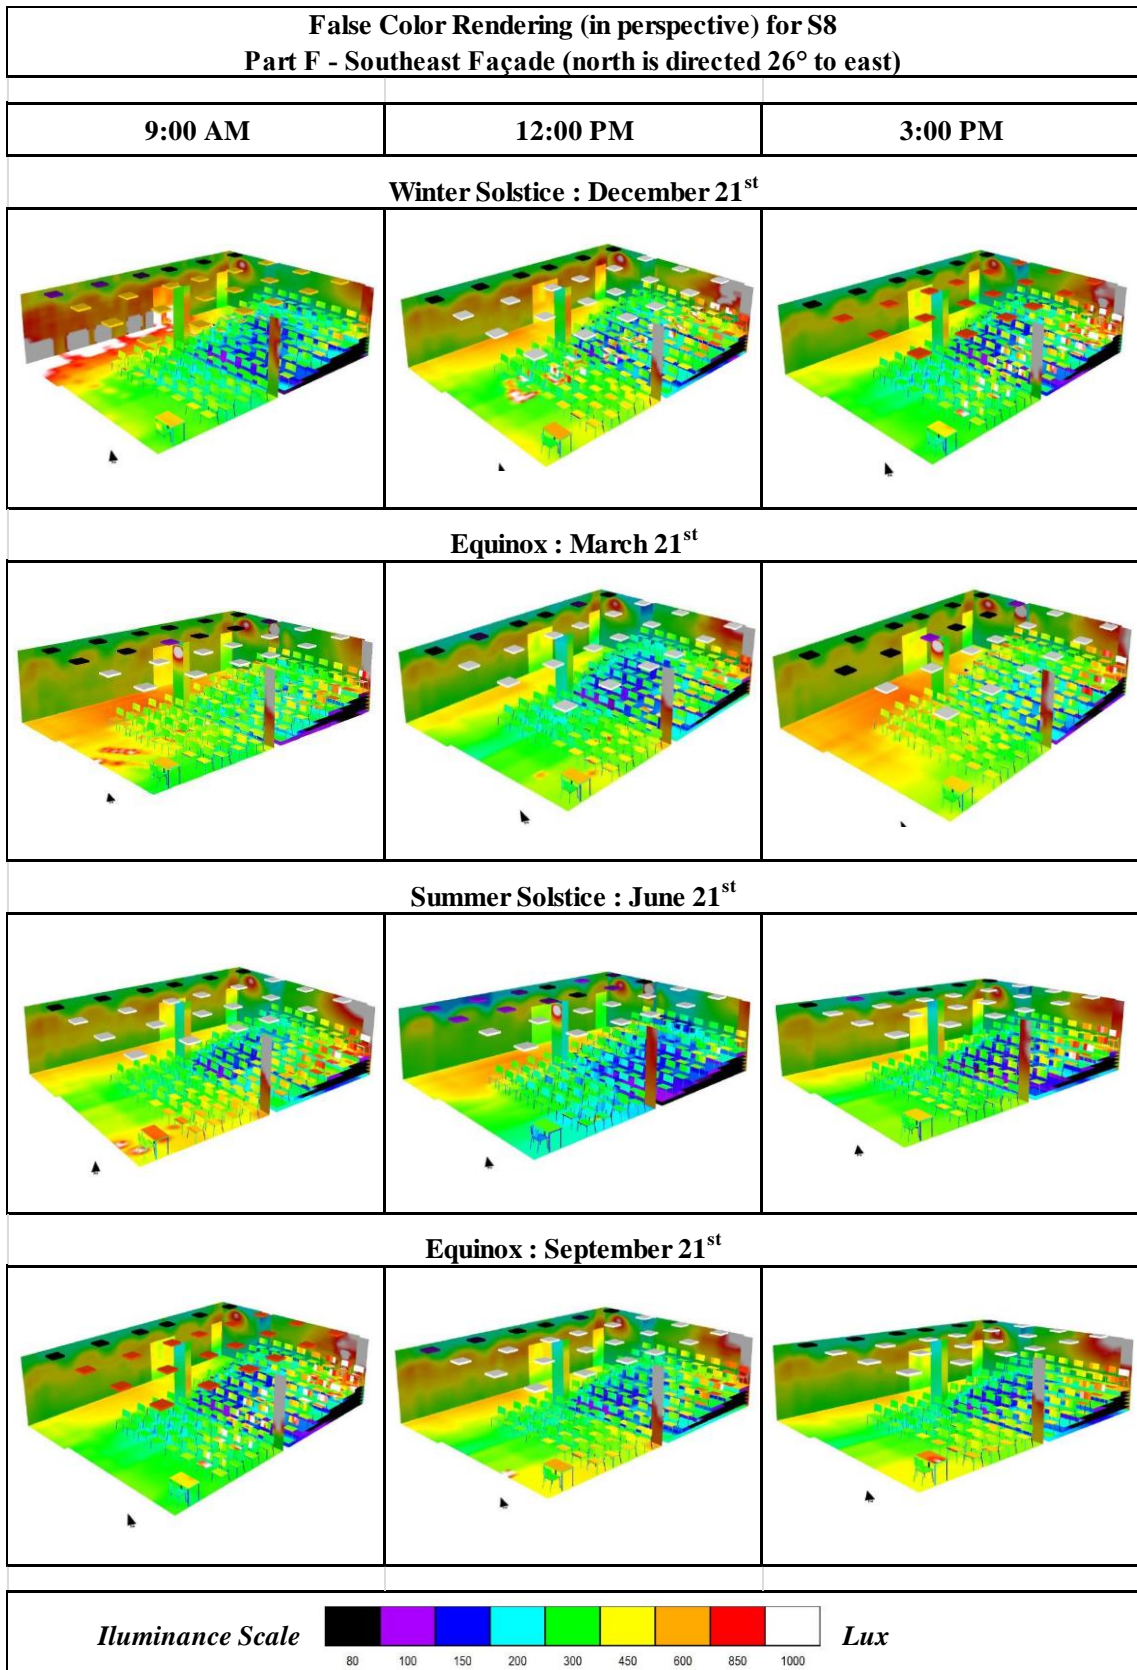 False Color Rendering (in perspective) for S8
Part F - Southeast Façade (north is directed 26° to east)
9:00 AM 12:00 PM 3:00 PM
Winter Solstice : December 21st
Equinox : March 21st
Summer Solstice : June 21st
Equinox : September 21st
Iluminance Scale Lux
80 100 150 200 300 450 600 850 1000